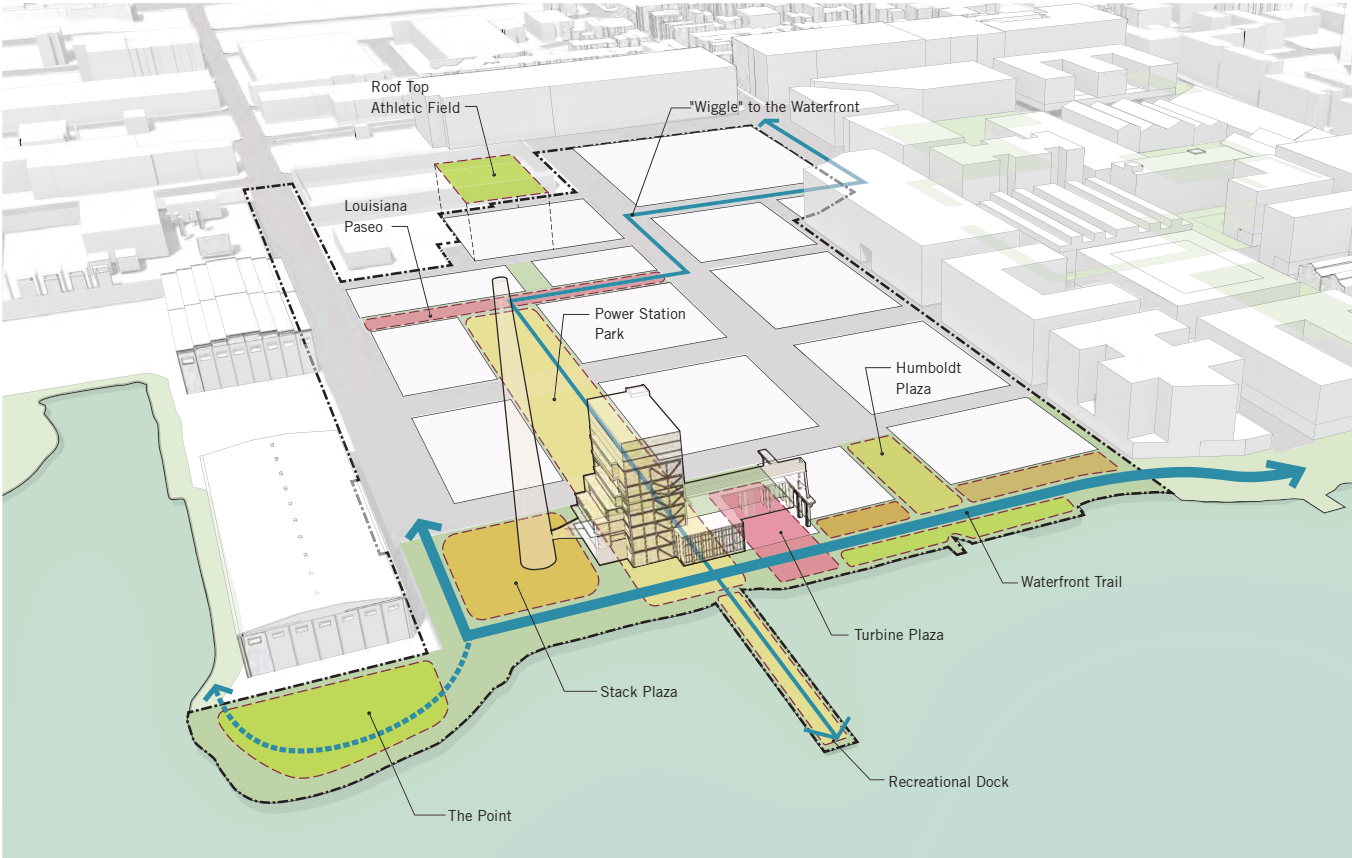 Roof Top
Athletic Field
"Wiggle" to the Waterfront
Louisiana
Paseo
Power Station
Park
Humboldt
Plaza
Waterfront Trail
Turbine Plaza
Stack Plaza
Recreational Dock
The Point